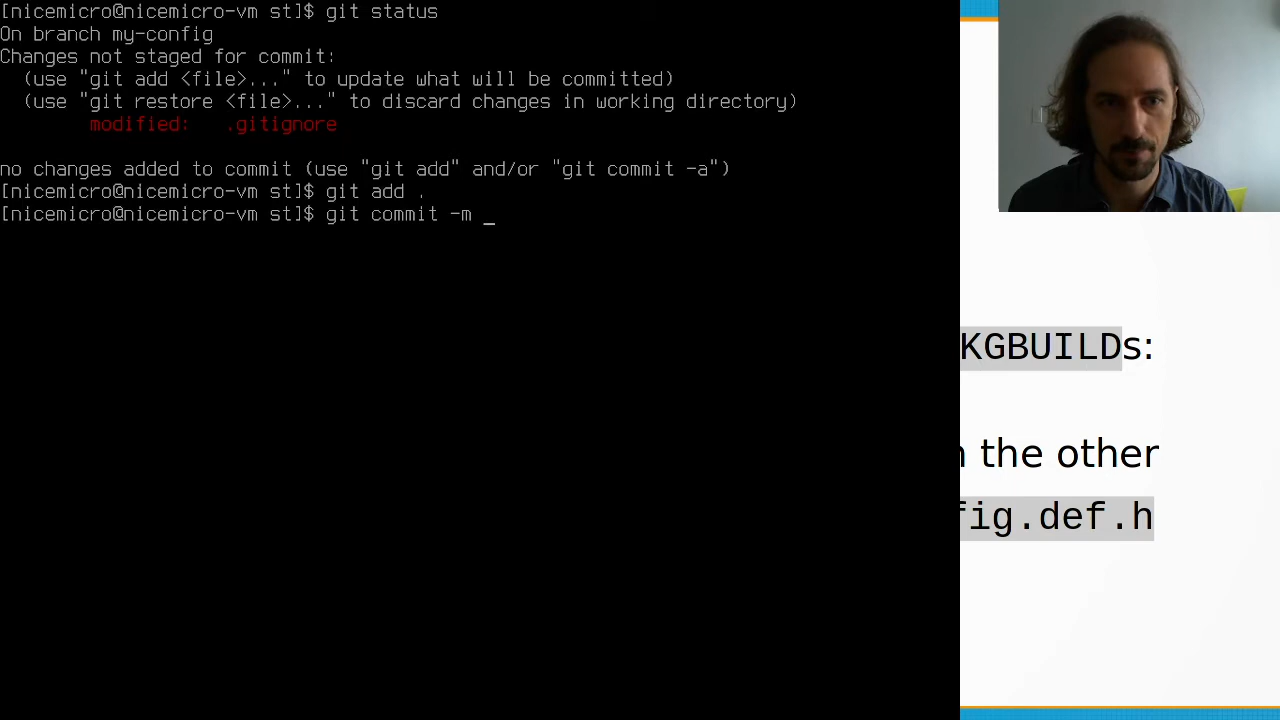 [nicemicro@nicemicro-vm st]$ git status
On branch my-config
Changes not staged for commit:
  (use "git add <file>..." to update what will be committed)
  (use "git restore <file>..." to discard changes in working directory)
        modified:   .gitignore
no changes added to commit (use "git add" and/or "git commit -a")
[nicemicro@nicemicro-vm st]$ git add .
[nicemicro@nicemicro-vm st]$ git commit -m _
KGBUILDs:
the other
fig.def.h